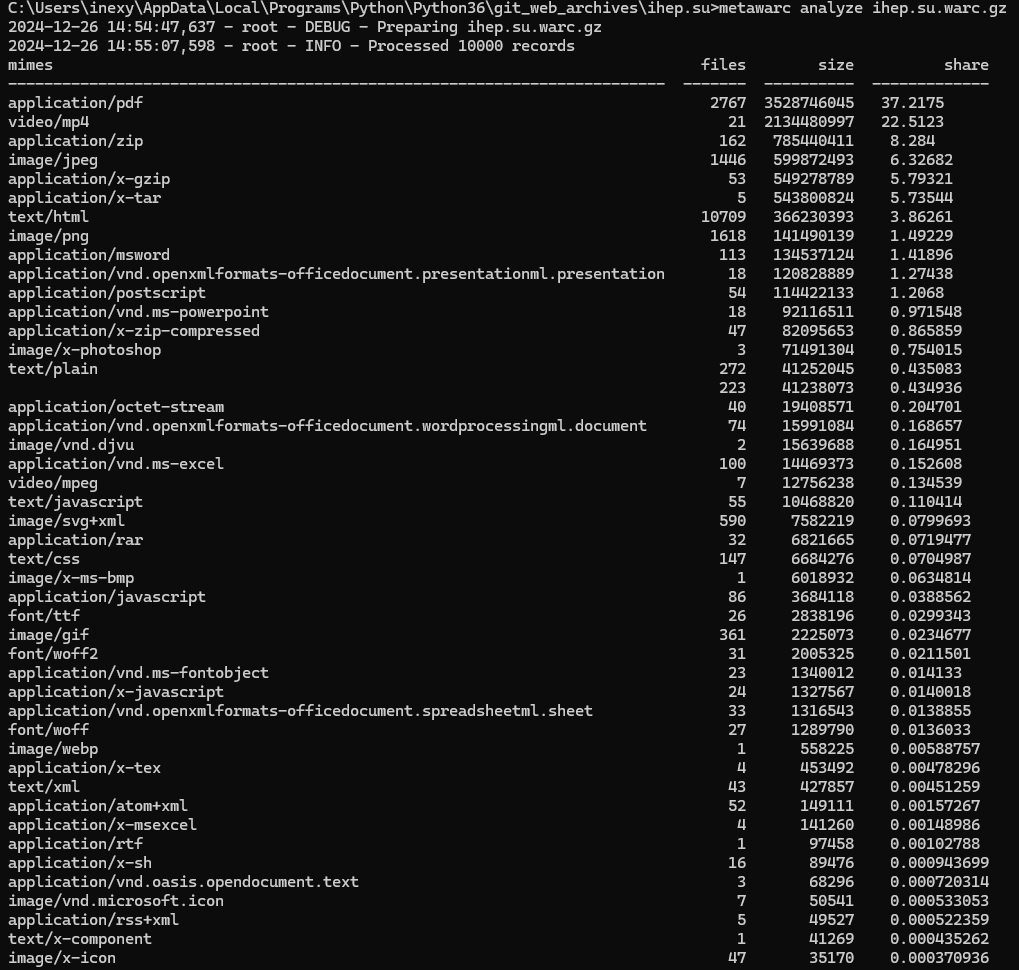 C:\Users\inexy\AppData\Local\Programs\Python\Python36\git_web_archives\ihep.su>metawarc analyze ihep.su.warc.gz
2024-12-26 14:54:47,637 - root - DEBUG - Preparing ihep.su.warc.gz
2024-12-26 14:55:07,598 - root - INFO - Processed 10000 records
mimes files size share
------------------------------------------------------------------------- ------- ---------- -------------
application/pdf 2767 3528746045 37.2175
video/mp4 21 2134480997 22.5123
application/zip 162 785440411 8.284
image/jpeg 1446 599872493 6.32682
application/x-gzip 53 549278789 5.79321
application/x-tar 5 543800824 5.73544
text/html 10709 366230393 3.86261
image/png 1618 141490139 1.49229
application/msword 113 134537124 1.41896
application/vnd.openxmlformats-officedocument.presentationml.presentation 18 120828889 1.27438
application/postscript 54 114422133 1.2068
application/vnd.ms-powerpoint 18 92116511 0.971548
application/x-zip-compressed 47 82095653 0.865859
image/x-photoshop 3 71491304 0.754015
text/plain 272 41252045 0.435083
223 41238073 0.434936
application/octet-stream 40 19408571 0.204701
application/vnd.openxmlformats-officedocument.wordprocessingml.document 74 15991084 0.168657
image/vnd.djvu 2 15639688 0.164951
application/vnd.ms-excel 100 14469373 0.152608
video/mpeg 7 12756238 0.134539
text/javascript 55 10468820 0.110414
image/svg+xml 590 7582219 0.0799693
application/rar 32 6821665 0.0719477
text/css 147 6684276 0.0704987
image/x-ms-bmp 1 6018932 0.0634814
application/javascript 86 3684118 0.0388562
font/ttf 26 2838196 0.0299343
image/gif 361 2225073 0.0234677
font/woff2 31 2005325 0.0211501
application/vnd.ms-fontobject 23 1340012 0.014133
application/x-javascript 24 1327567 0.0140018
application/vnd.openxmlformats-officedocument.spreadsheetml.sheet 33 1316543 0.0138855
font/woff 27 1289790 0.0136033
image/webp 1 558225 0.00588757
application/x-tex 4 453492 0.00478296
text/xml 43 427857 0.00451259
application/atom+xml 52 149111 0.00157267
application/x-msexcel 4 141260 0.00148986
application/rtf 1 97458 0.00102788
application/x-sh 16 89476 0.000943699
application/vnd.oasis.opendocument.text 3 68296 0.000720314
image/vnd.microsoft.icon 7 50541 0.000533053
application/rss+xml 5 49527 0.000522359
text/x-component 1 41269 0.000435262
image/x-icon 47 35170 0.000370936